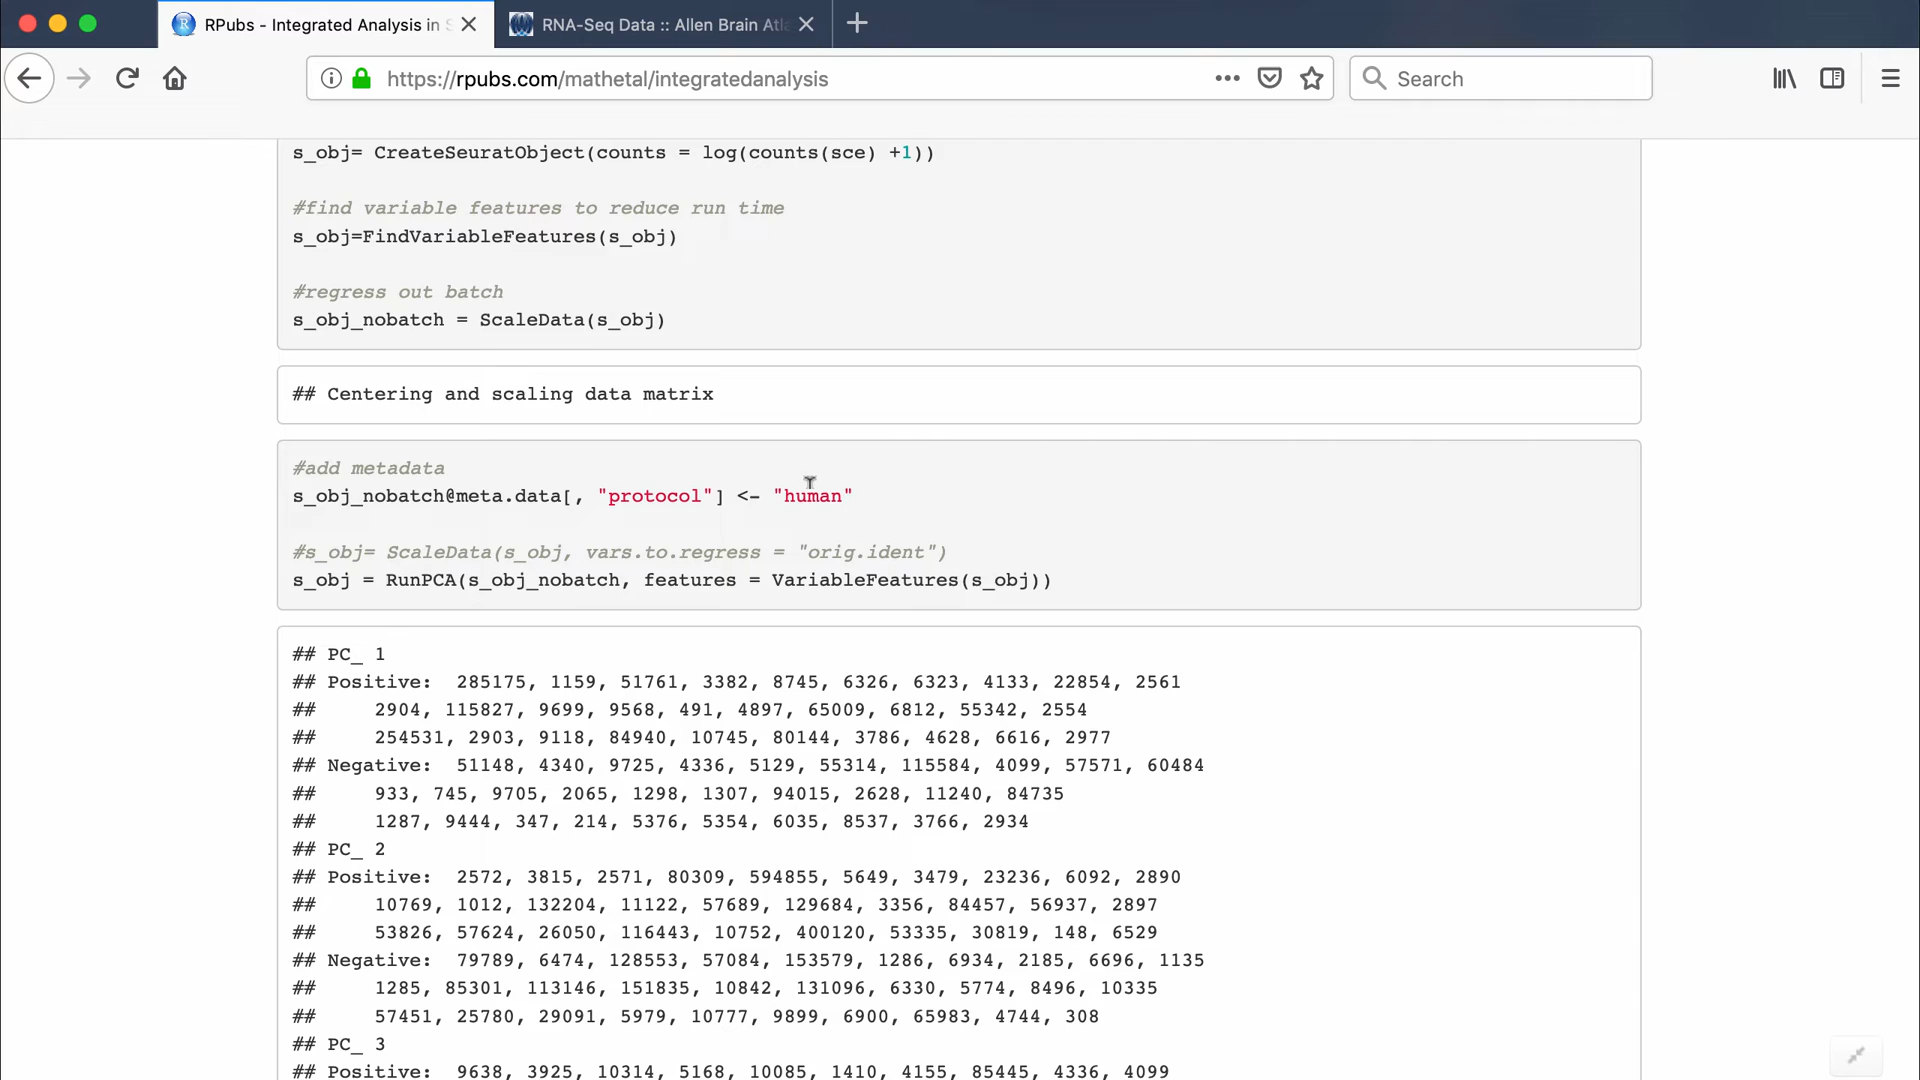 RPubs - Integrated Analysis in S
RNA-Seq Data :: Allen Brain Atla
https://rpubs.com/mathetal/integratedanalysis
Search
s_obj= CreateSeuratObject(counts = log(counts(sce) +1))
#find variable features to reduce run time
s_obj=FindVariableFeatures(s_obj)
#regress out batch
s_obj_nobatch = ScaleData(s_obj)
## Centering and scaling data matrix
#add metadata
s_obj_nobatch@meta.data[, "protocol"] <- "human"
#s_obj= ScaleData(s_obj, vars.to.regress = "orig.ident")
s_obj = RunPCA(s_obj_nobatch, features = VariableFeatures(s_obj))
## PC_ 1
## Positive:  285175, 1159, 51761, 3382, 8745, 6326, 6323, 4133, 22854, 2561
##     2904, 115827, 9699, 9568, 491, 4897, 65009, 6812, 55342, 2554
##     254531, 2903, 9118, 84940, 10745, 80144, 3786, 4628, 6616, 2977
## Negative:  51148, 4340, 9725, 4336, 5129, 55314, 115584, 4099, 57571, 60484
##     933, 745, 9705, 2065, 1298, 1307, 94015, 2628, 11240, 84735
##     1287, 9444, 347, 214, 5376, 5354, 6035, 8537, 3766, 2934
## PC_ 2
## Positive:  2572, 3815, 2571, 80309, 594855, 5649, 3479, 23236, 6092, 2890
##     10769, 1012, 132204, 11122, 57689, 129684, 3356, 84457, 56937, 2897
##     53826, 57624, 26050, 116443, 10752, 400120, 53335, 30819, 148, 6529
## Negative:  79789, 6474, 128553, 57084, 153579, 1286, 6934, 2185, 6696, 1135
##     1285, 85301, 113146, 151835, 10842, 131096, 6330, 5774, 8496, 10335
##     57451, 25780, 29091, 5979, 10777, 9899, 6900, 65983, 4744, 308
## PC_ 3
## Positive:  9638, 3925, 10314, 5168, 10085, 1410, 4155, 85445, 4336, 4099